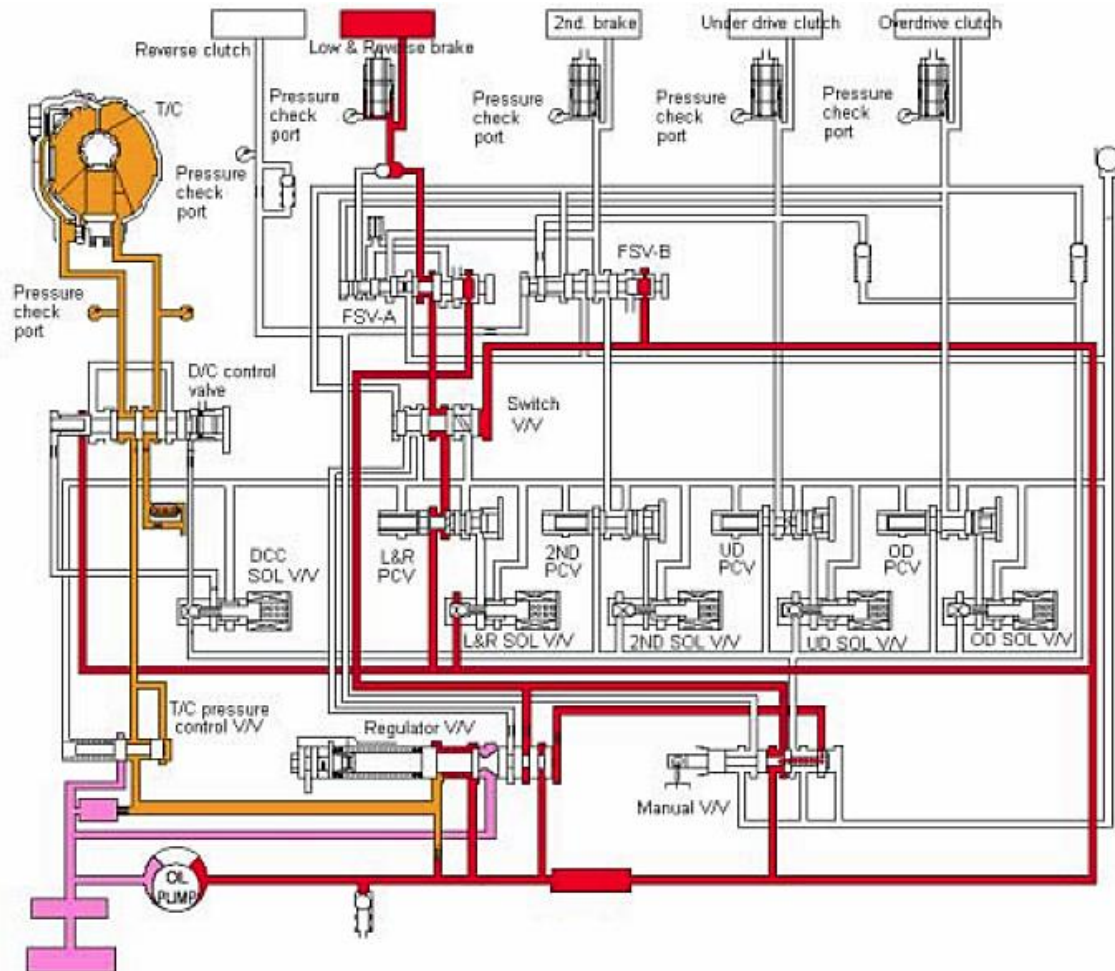 2nd. brake
Under drive clutch
Overdrive clutch
Reverse clutch
Low & Reverse brake
T/C
Pressure
check
port
Pressure
check
port
Pressure
check
port
Pressure
check
port
Pressure
check
port
Pressure
check
port
FSV-B
FSV-A
D/C control
valve
Switch
V/V
DCC
SOL V/V
L&R
PCV
2ND
PCV
UD
PCV
OD
PCV
L&R SOL V/V
2ND SOL V/V
UD SOL V/V
OD SOL V/V
T/C pressure
control V/V
Regulator V/V
Manual V/V
OIL
PUMP